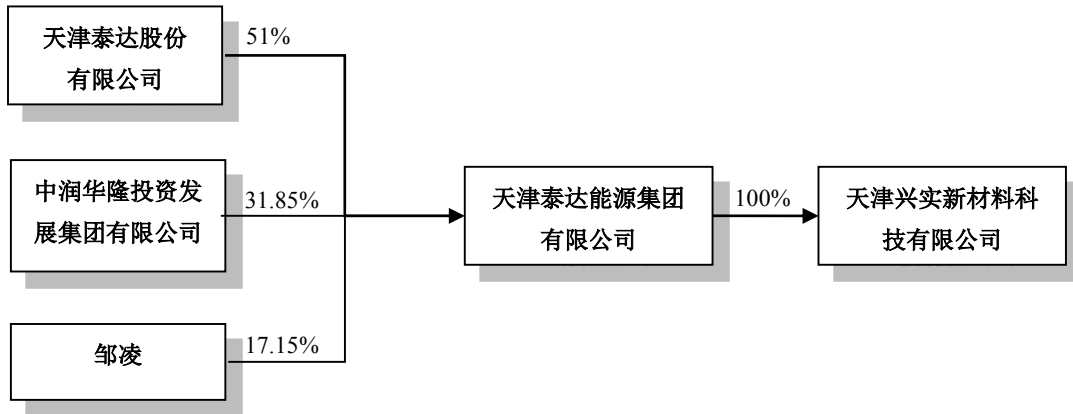 天津泰达股份
有限公司
51%
中润华隆投资发
展集团有限公司
31.85%
天津泰达能源集团
有限公司
100%
天津兴实新材料科
技有限公司
邹凌
17.15%